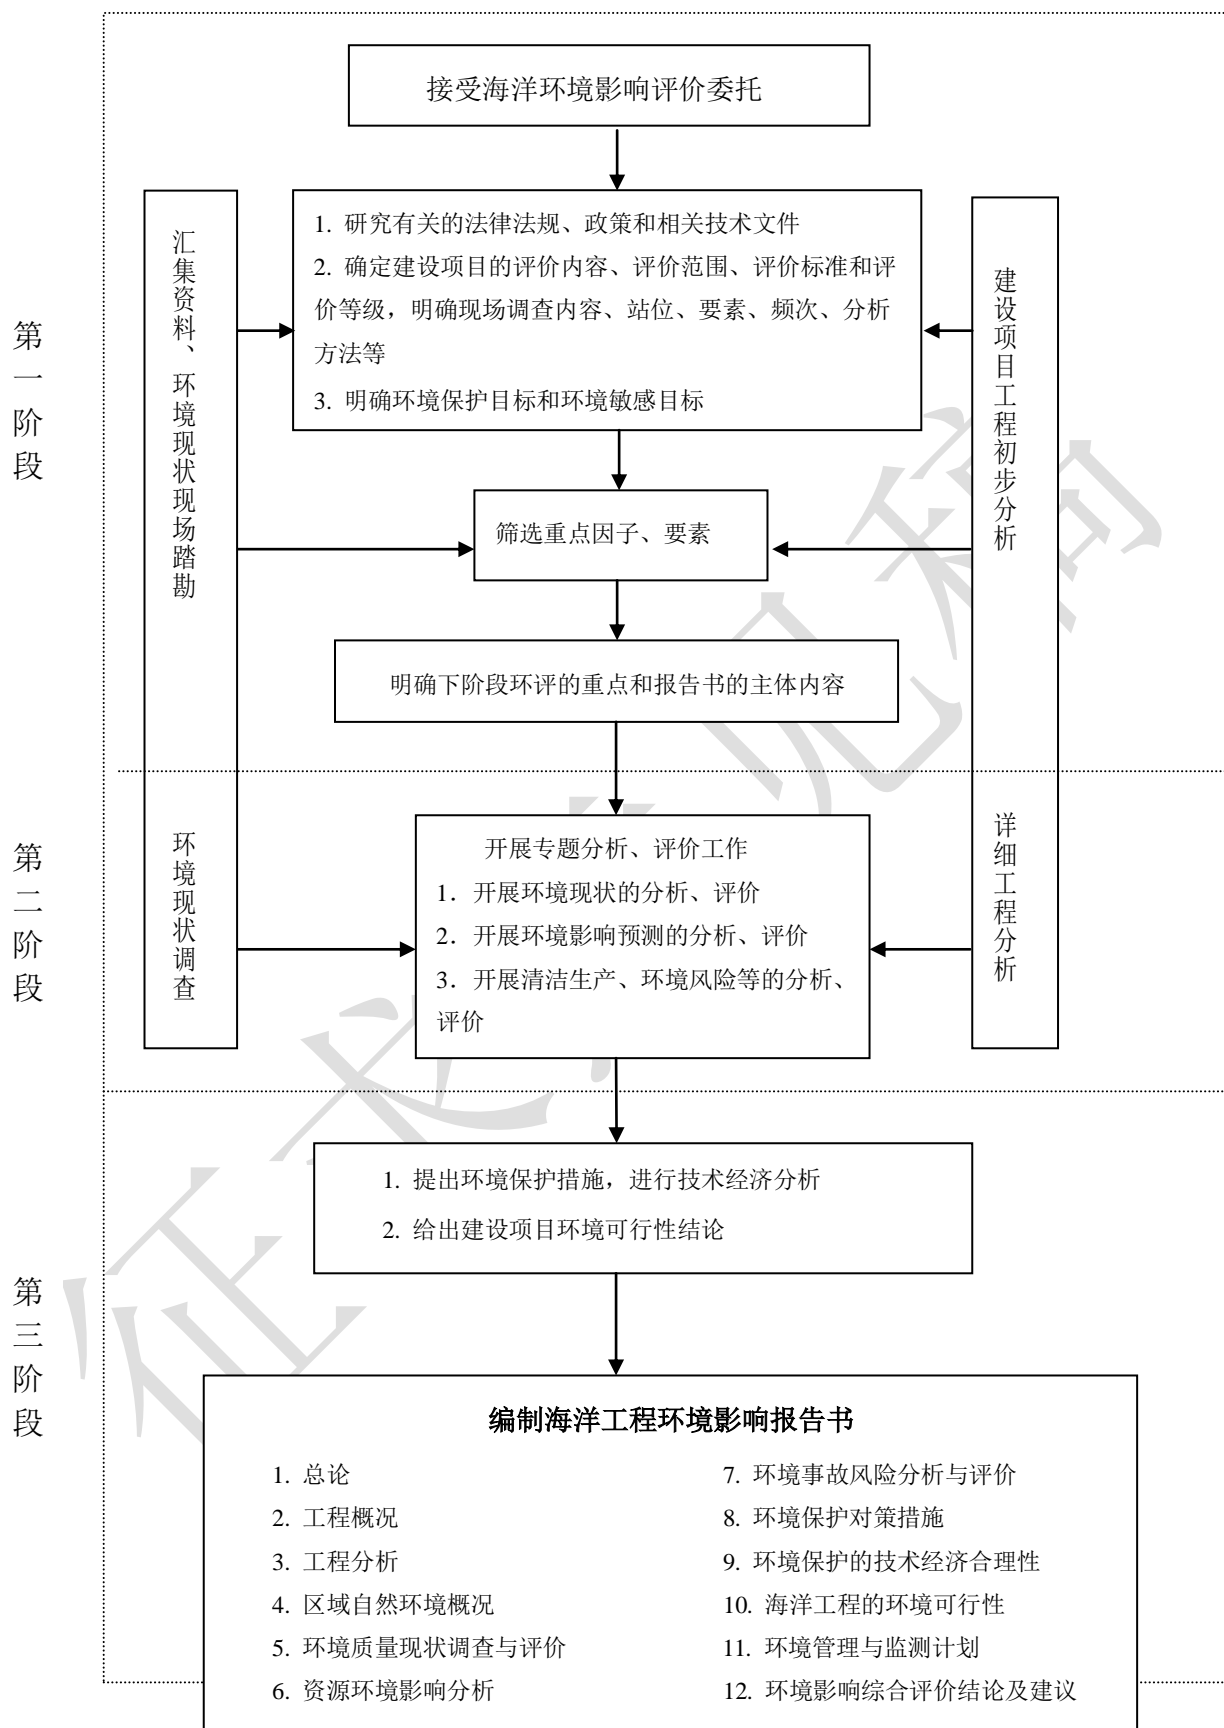 接受海洋环境影响评价委托
第一阶段
汇集资料、环境现状现场踏勘
1. 研究有关的法律法规、政策和相关技术文件
2. 确定建设项目的评价内容、评价范围、评价标准和评
价等级，明确现场调查内容、站位、要素、频次、分析
方法等
3. 明确环境保护目标和环境敏感目标
建设项目工程初步分析
筛选重点因子、要素
明确下阶段环评的重点和报告书的主体内容
第二阶段
环境现状调查
开展专题分析、评价工作
1．开展环境现状的分析、评价
2．开展环境影响预测的分析、评价
3．开展清洁生产、环境风险等的分析、
评价
详细工程分析
第三阶段
1. 提出环境保护措施，进行技术经济分析
2. 给出建设项目环境可行性结论
编制海洋工程环境影响报告书
1. 总论
2. 工程概况
3. 工程分析
4. 区域自然环境概况
5. 环境质量现状调查与评价
6. 资源环境影响分析
7. 环境事故风险分析与评价
8. 环境保护对策措施
9. 环境保护的技术经济合理性
10. 海洋工程的环境可行性
11. 环境管理与监测计划
12. 环境影响综合评价结论及建议
征求意见稿